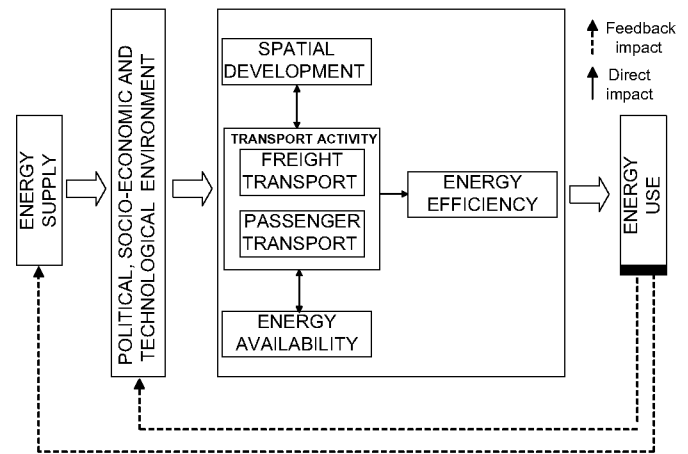 ENERGY
SUPPLY
POLITICAL, SOCIO-ECONOMIC AND
TECHNOLOGICAL ENVIRONMENT
SPATIAL
DEVELOPMENT
TRANSPORT ACTIVITY
FREIGHT
TRANSPORT
PASSENGER
TRANSPORT
ENERGY
AVAILABILITY
ENERGY
EFFICIENCY
ENERGY
USE
Feedback
impact
Direct
impact